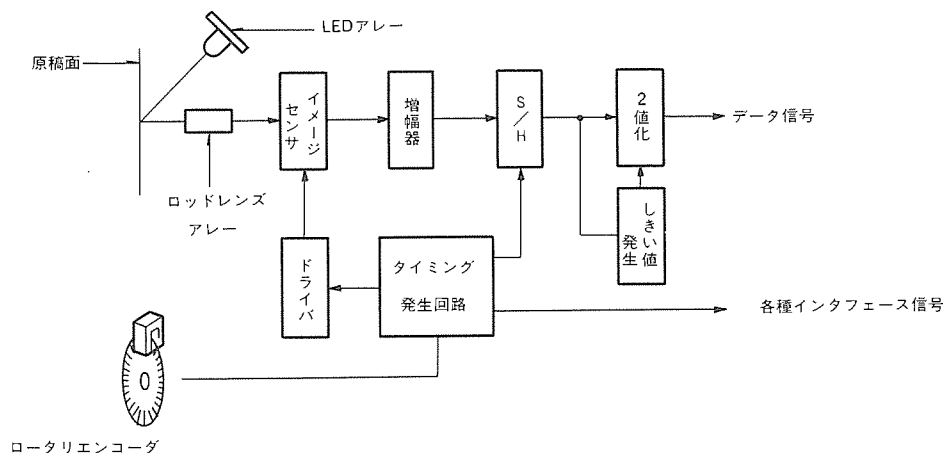 LEDアレー
原稿面
イメージ
センサ
増幅器
S/H
2値化
データ信号
ロッドレンズ
アレー
しきい値
発生
ドライバ
タイミング
発生回路
各種インタフェース信号
ロータリエンコーダ